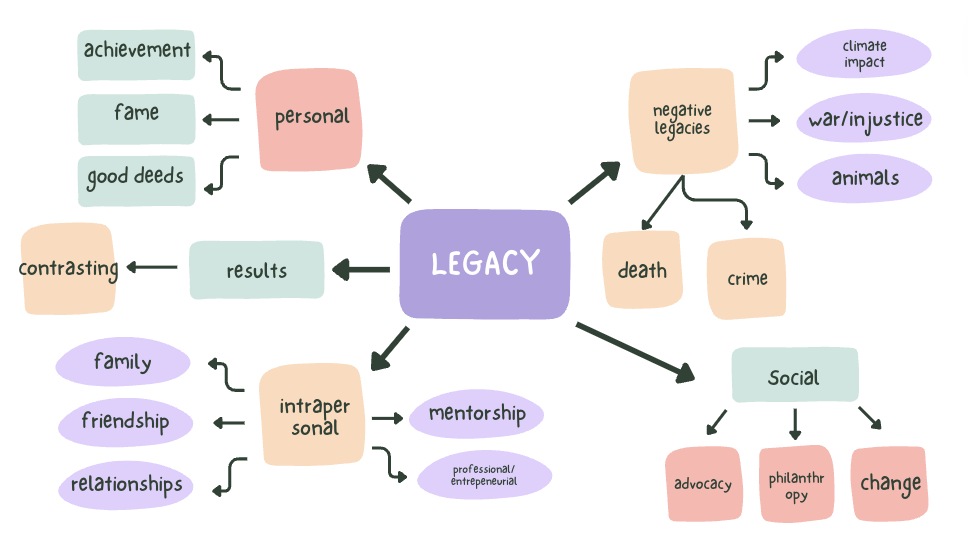 achievement
fame
good deeds
personal
negative
legacies
climate
impact
war/injustice
animals
contrasting
results
LEGACY
death
crime
family
friendship
relationships
intraper
sonal
mentorship
professional/
entrepeneurial
Social
advocacy
philanthr
opy
change